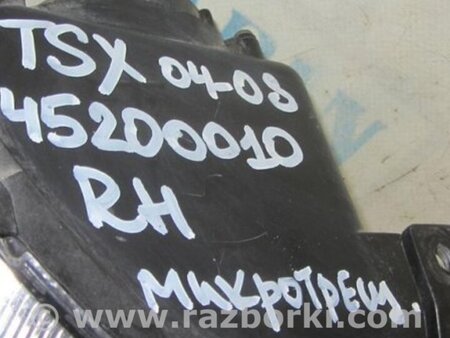 TSX 04-08
45200010
RH
микротрещ.
www.razborki.com